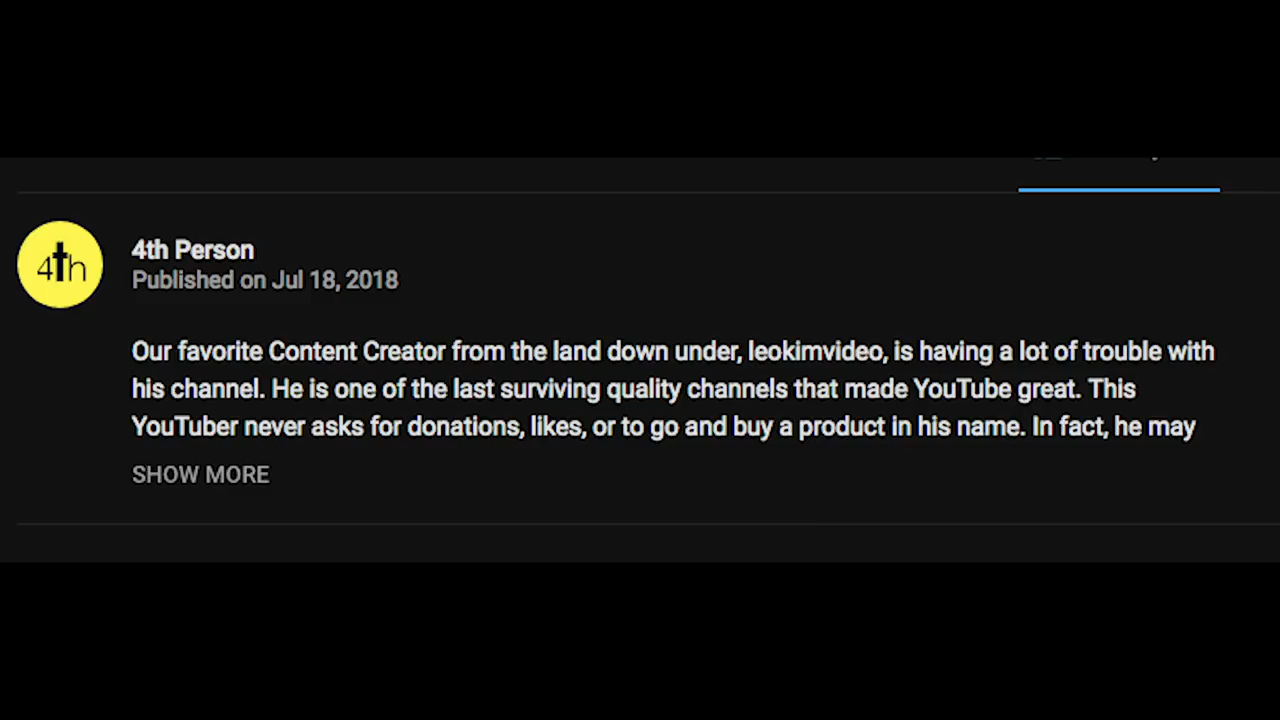 4th
4th Person
Published on Jul 18, 2018
Our favorite Content Creator from the land down under, leokimvideo, is having a lot of trouble with
his channel. He is one of the last surviving quality channels that made YouTube great. This
YouTuber never asks for donations, likes, or to go and buy a product in his name. In fact, he may
SHOW MORE